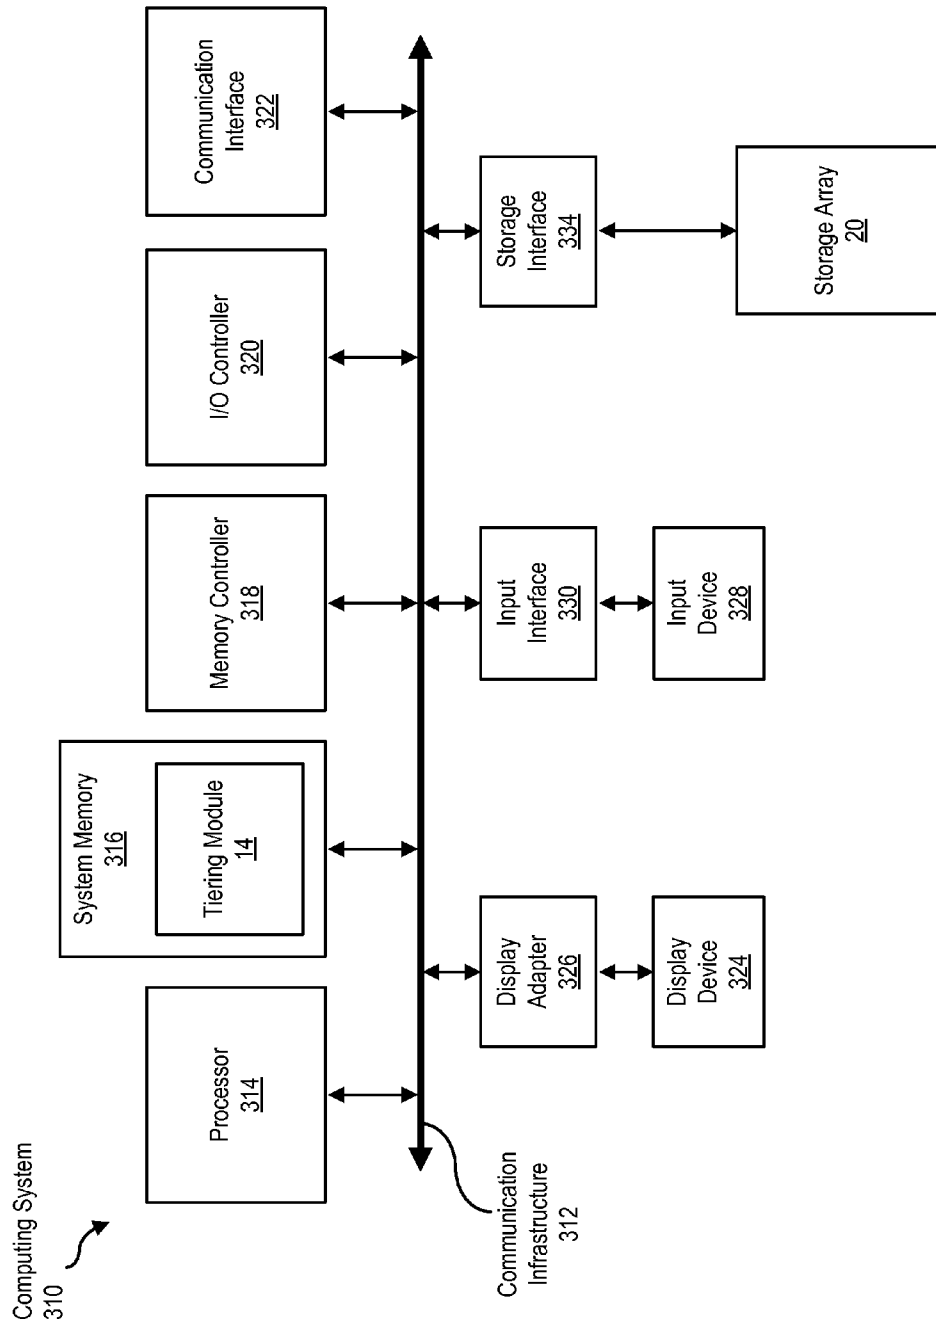 Computing System
310
Processor
314
System Memory
316
Tiering Module
14
Memory Controller
318
I/O Controller
320
Communication
Interface
322
Communication
Infrastructure
312
Display
Adapter
326
Input
Interface
330
Storage
Interface
334
Display
Device
324
Input
Device
328
Storage Array
20